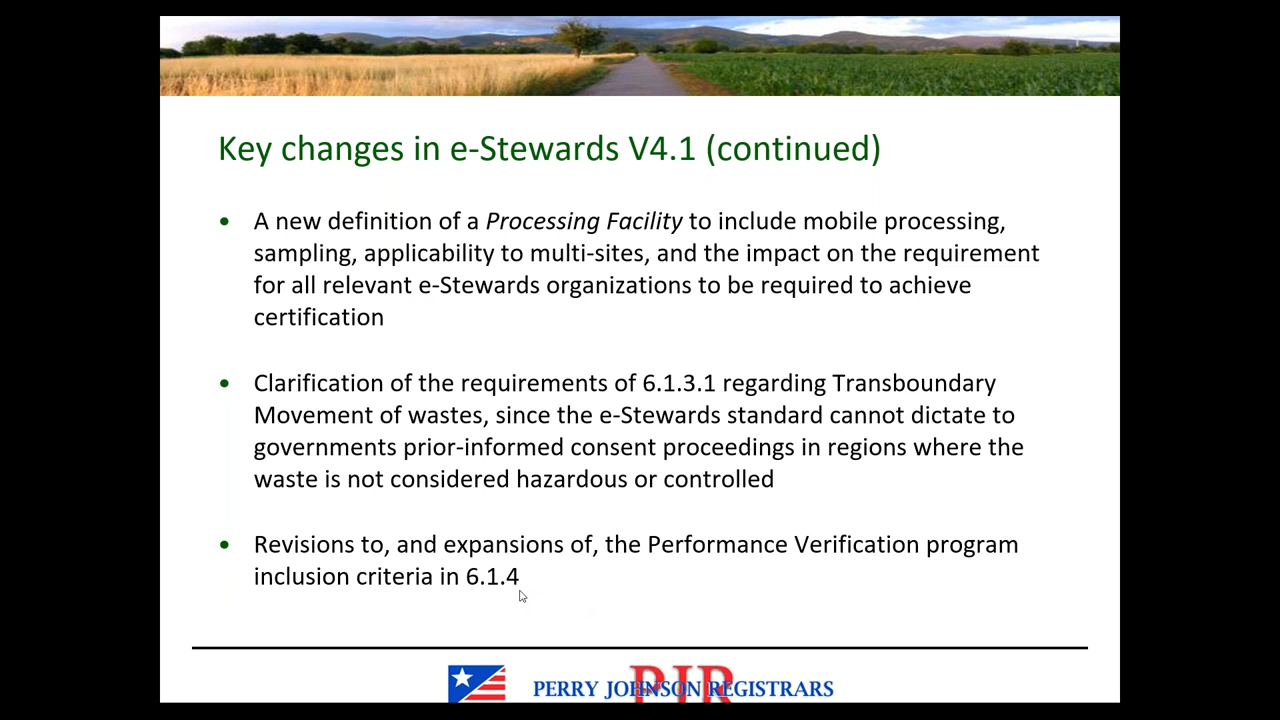 Key changes in e-Stewards V4.1 (continued)
• A new definition of a Processing Facility to include mobile processing,
sampling, applicability to multi-sites, and the impact on the requirement
for all relevant e-Stewards organizations to be required to achieve
certification
• Clarification of the requirements of 6.1.3.1 regarding Transboundary
Movement of wastes, since the e-Stewards standard cannot dictate to
governments prior-informed consent proceedings in regions where the
waste is not considered hazardous or controlled
• Revisions to, and expansions of, the Performance Verification program
inclusion criteria in 6.1.4
PJR
PERRY JOHNSON REGISTRARS